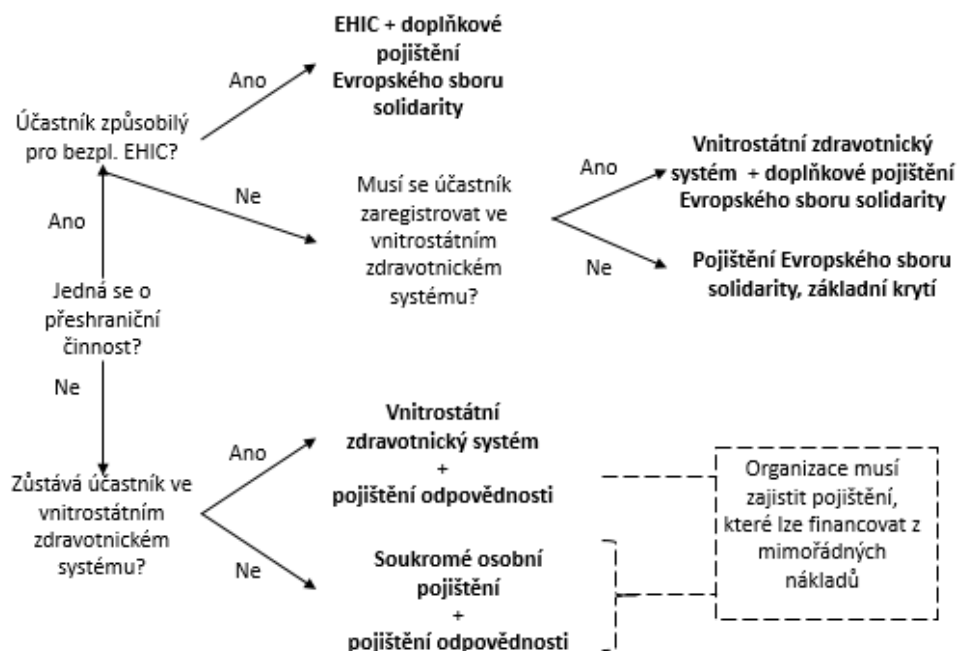 EHIC + doplňkové
pojištění
Evropského sboru
solidarity
Ano
Účastník způsobilý
pro bezpl. EHIC?
Ne
Musí se účastník
zaregistrovat ve
vnitrostátním
zdravotnickém
systému?
Ano
Vnitrostátní zdravotnický
systém + doplňkové pojištění
Evropského sboru solidarity
Ne
Pojištění Evropského sboru
solidarity, základní krytí
Ano
Jedná se o
přeshraniční
činnost?
Ne
Zůstává účastník ve
vnitrostátním
zdravotnickém
systému?
Ano
Vnitrostátní
zdravotnický systém
+
pojištění odpovědnosti
Ne
Soukromé osobní
pojištění
+
pojištění odpovědnosti
Organizace musí
zajistit pojištění,
které lze financovat z
mimořádných
nákladů